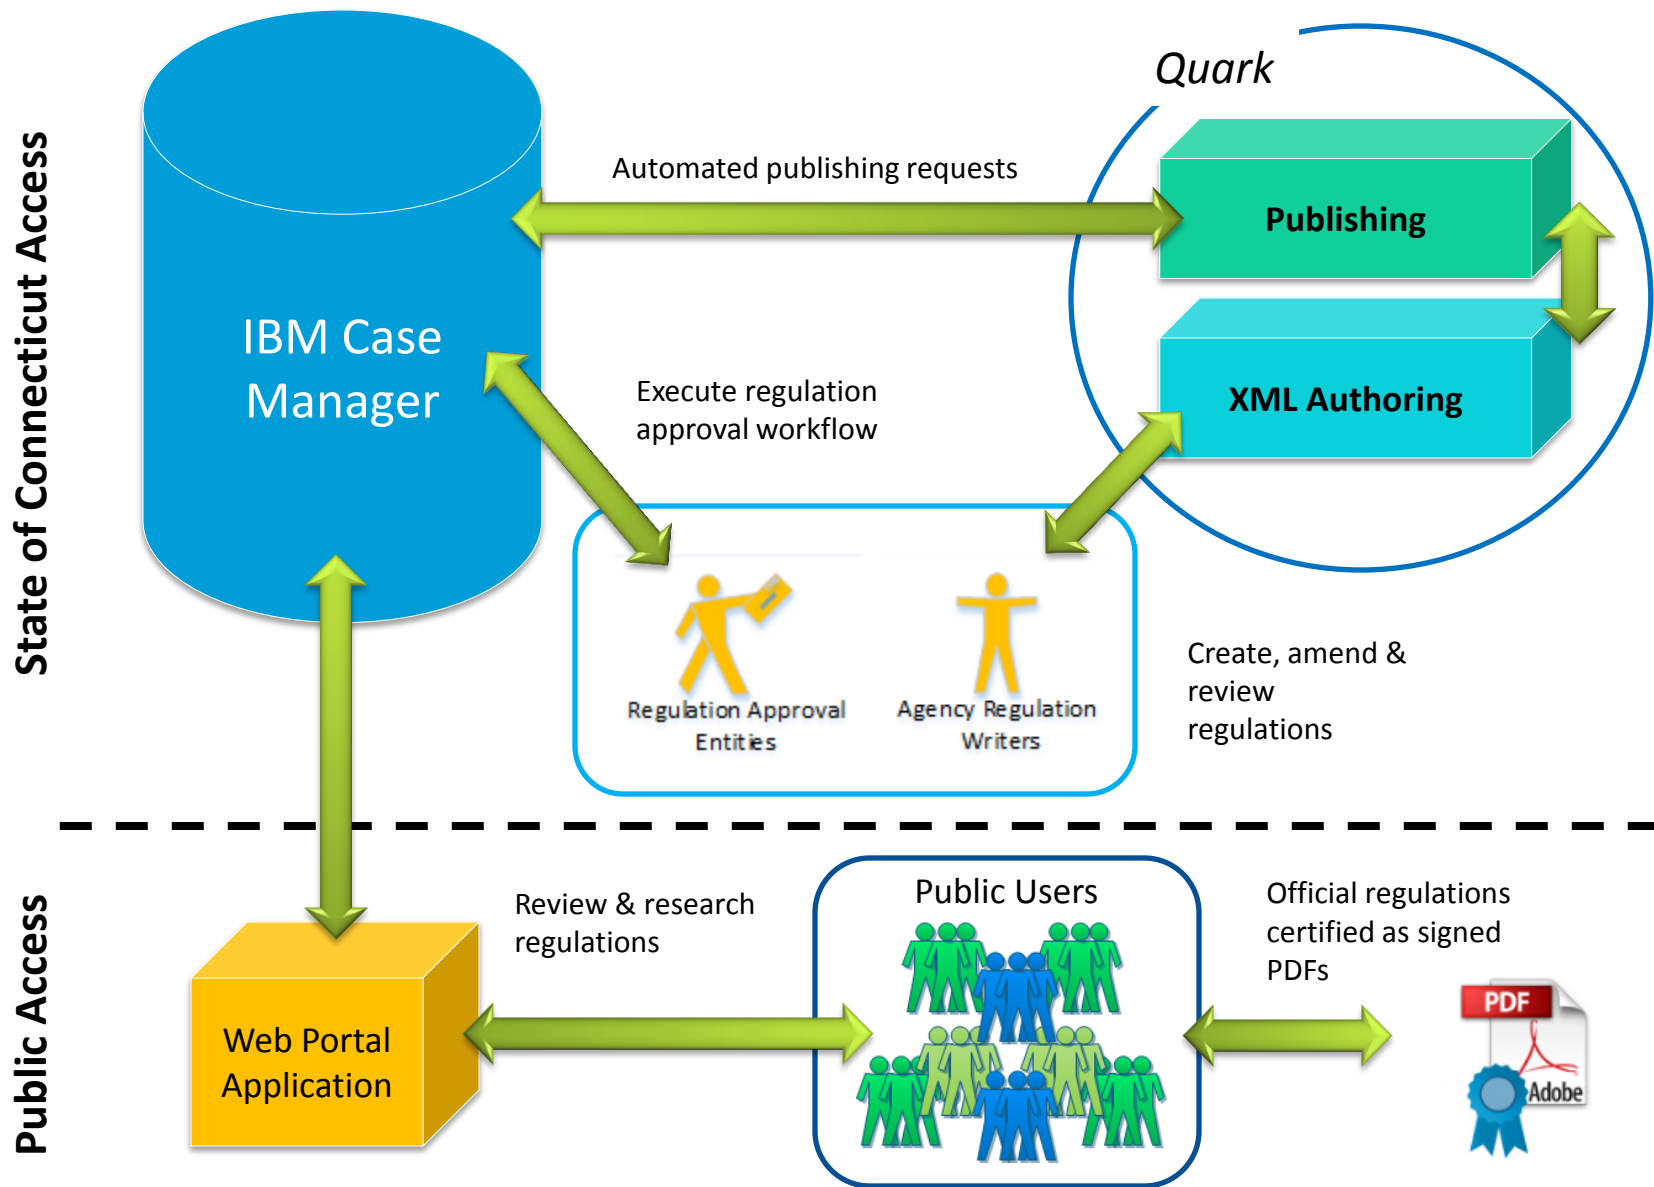 State of Connecticut Access
Quark
Automated publishing requests
Publishing
IBM Case
Manager
Execute regulation
approval workflow
XML Authoring
Regulation Approval
Entities
Agency Regulation
Writers
Create, amend &
review
regulations
Public Access
Review & research
regulations
Public Users
Official regulations
certified as signed
PDFs
Web Portal
Application
PDF
Adobe